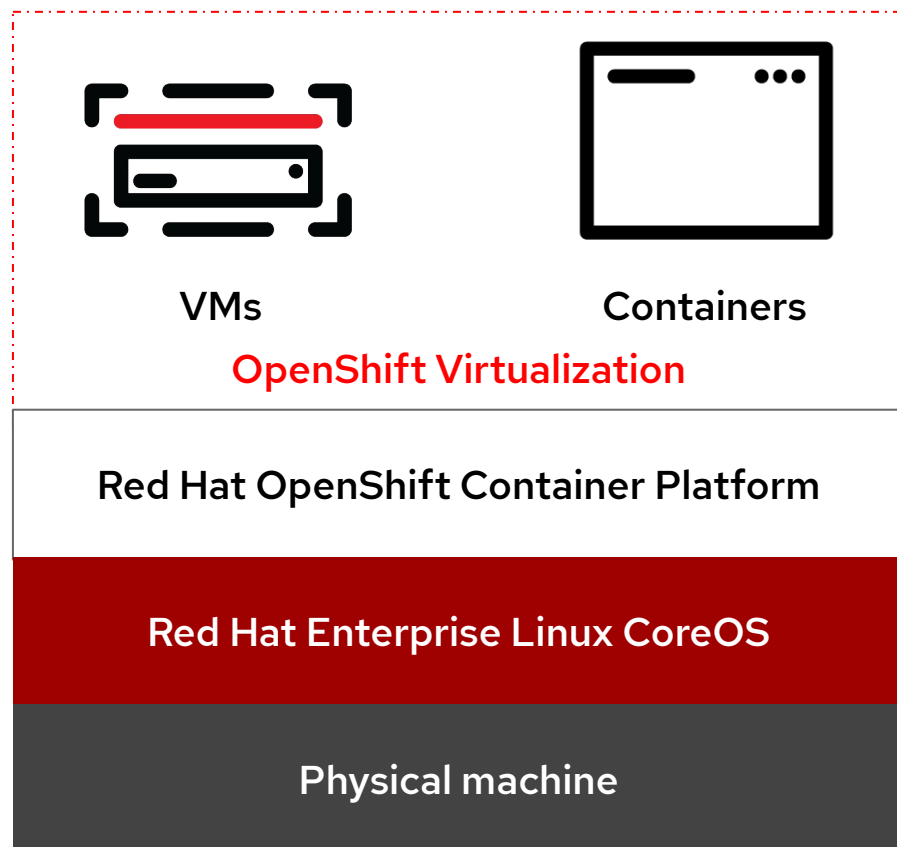 VMs
Containers
OpenShift Virtualization
Red Hat OpenShift Container Platform
Red Hat Enterprise Linux CoreOS
Physical machine